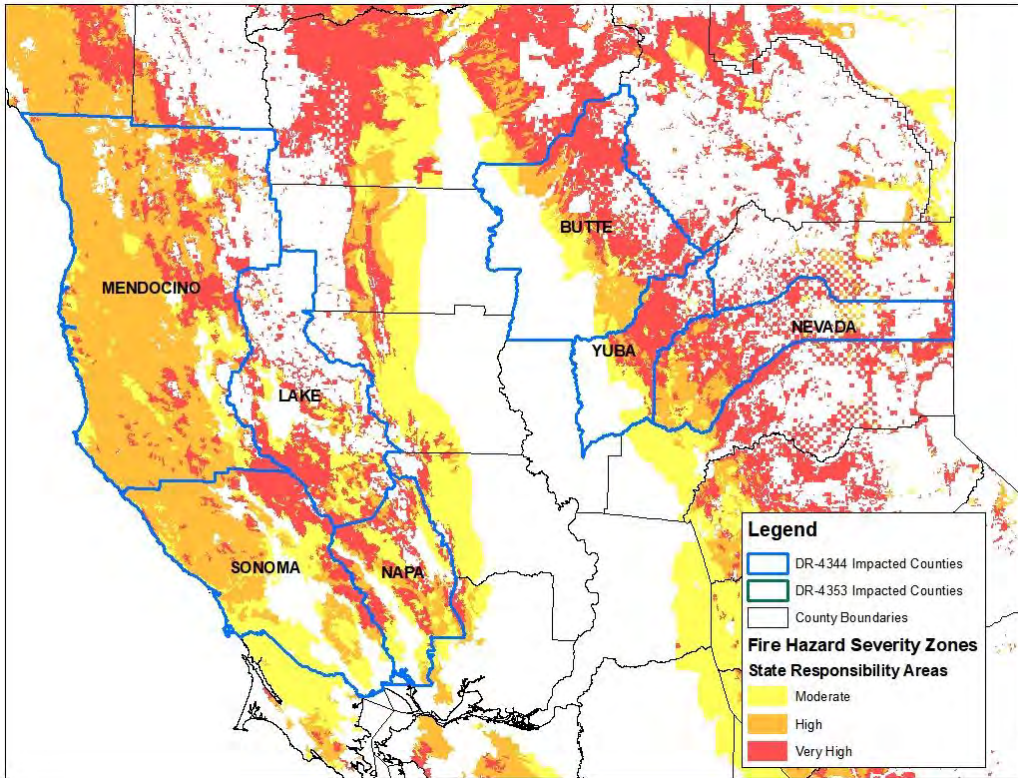 BUTTE
MENDOCINO
NEVADA
YUBA
LAKE
SONOMA
NAPA
Legend
DR-4344 Impacted Counties
DR-4353 Impacted Counties
County Boundaries
Fire Hazard Severity Zones
State Responsibility Areas
Moderate
High
Very High